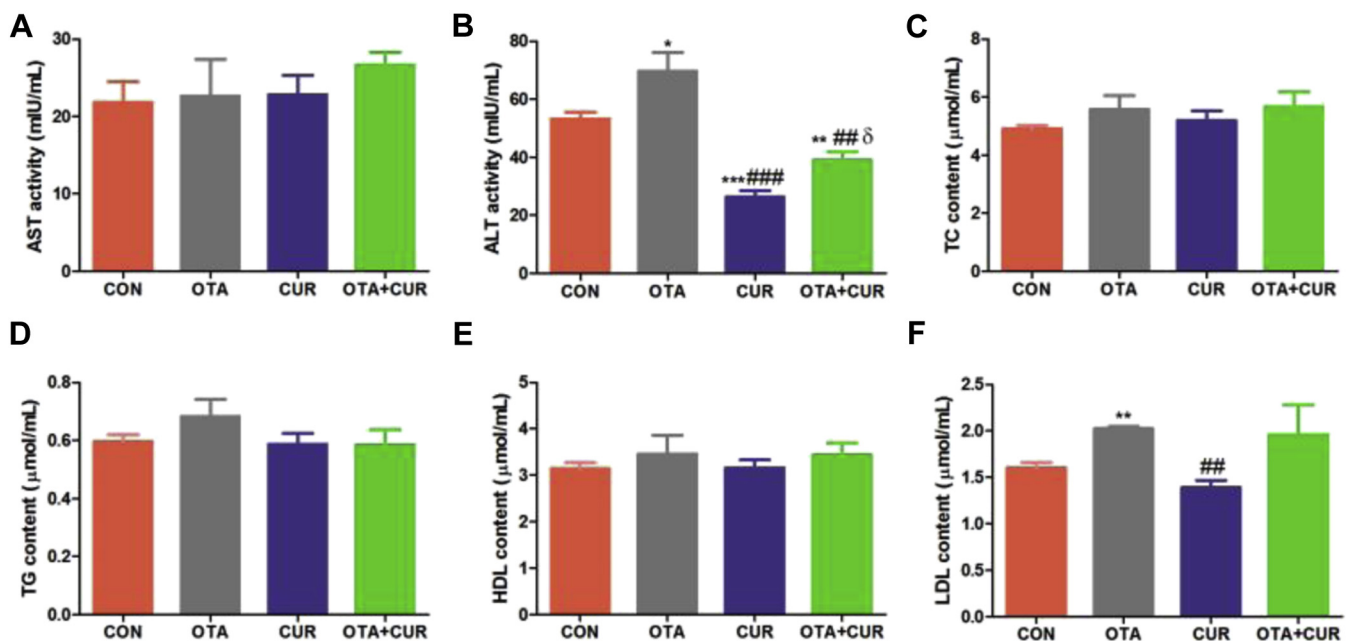 A
AST activity (mIU/mL)
30
20
10
0
CON OTA CUR OTA+CUR
B
ALT activity (mIU/mL)
80
60
40
20
0
*
***###
** ## δ
CON OTA CUR OTA+CUR
C
TC content (μmol/mL)
8
6
4
2
0
CON OTA CUR OTA+CUR
D
TG content (μmol/mL)
0.8
0.6
0.4
0.2
0.0
CON OTA CUR OTA+CUR
E
HDL content (μmol/mL)
5
4
3
2
1
0
CON OTA CUR OTA+CUR
F
LDL content (μmol/mL)
2.5
2.0
1.5
1.0
0.5
0.0
**
##
CON OTA CUR OTA+CUR